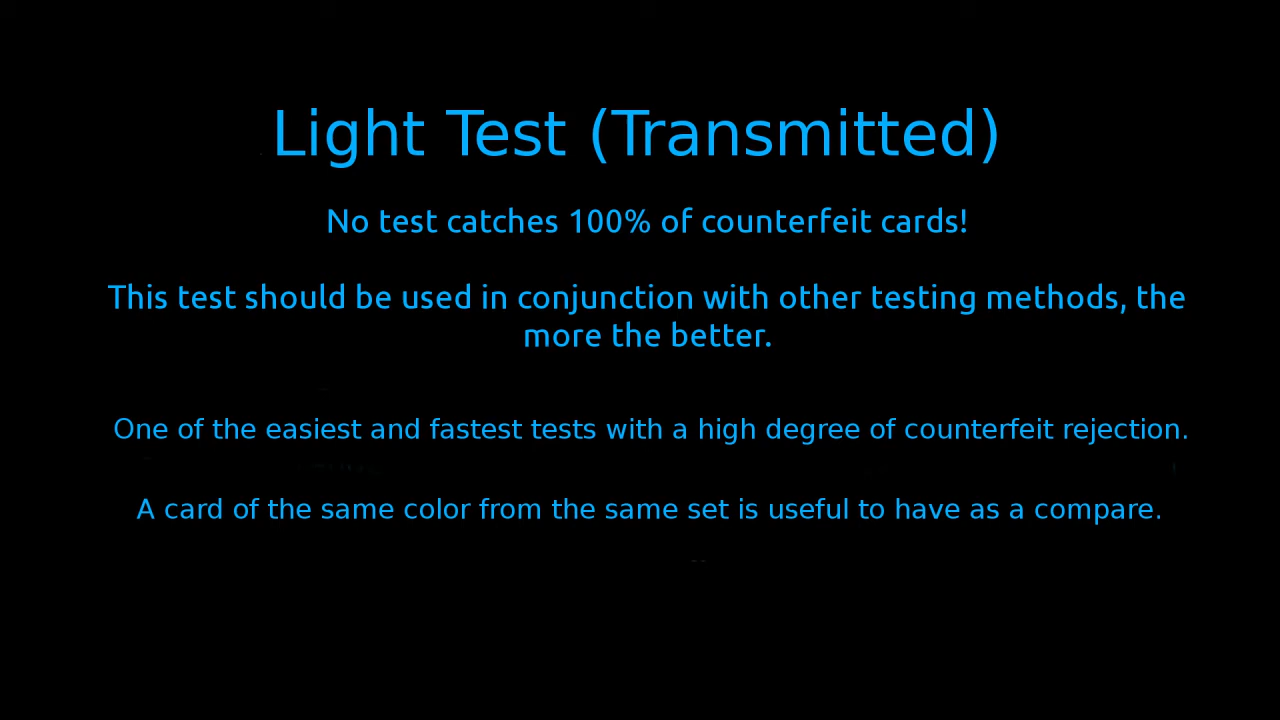 Light Test (Transmitted)
No test catches 100% of counterfeit cards!
This test should be used in conjunction with other testing methods, the
more the better.
One of the easiest and fastest tests with a high degree of counterfeit rejection.
A card of the same color from the same set is useful to have as a compare.